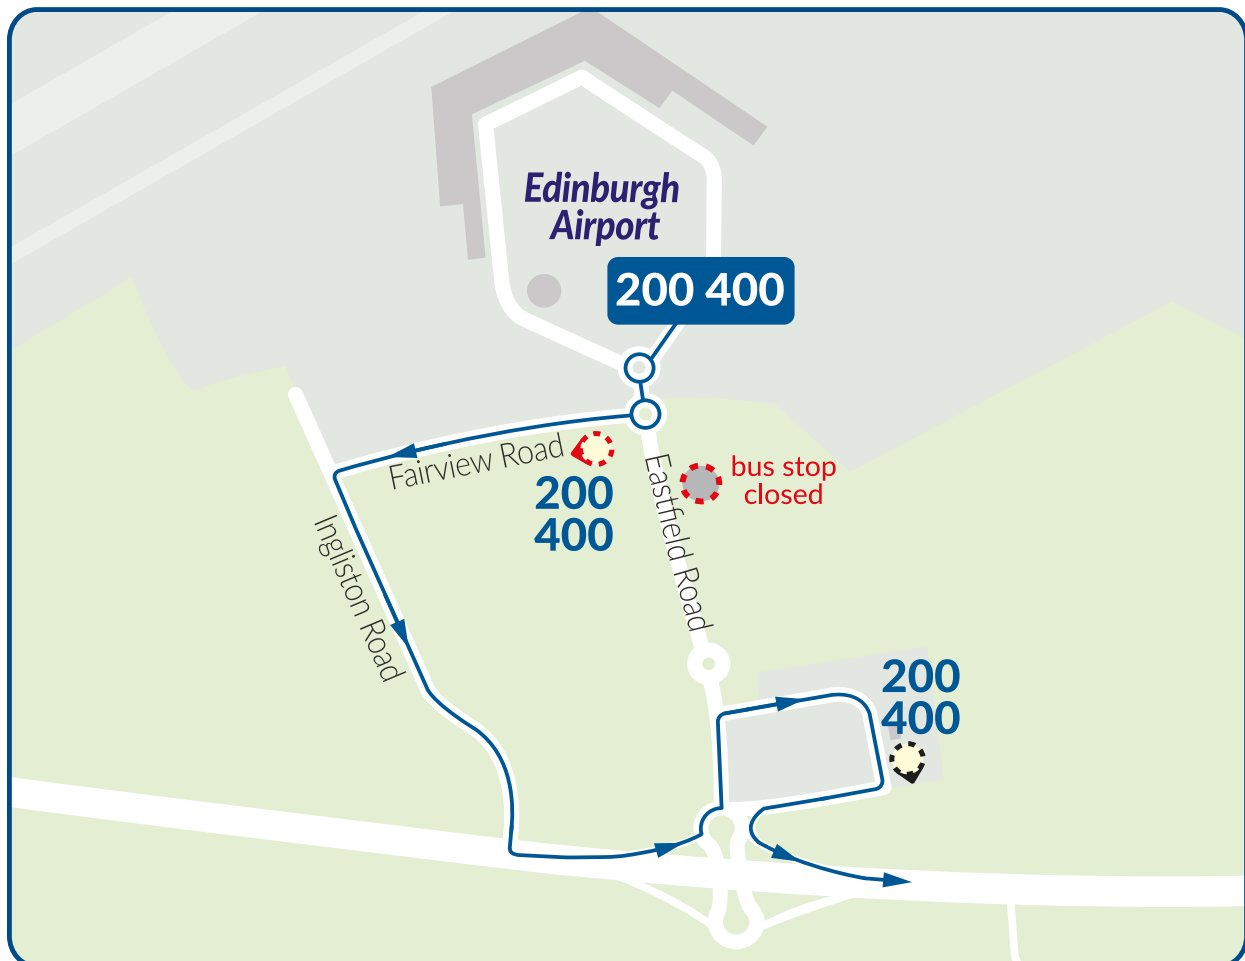 Edinburgh
Airport
200 400
Fairview Road
200
400
bus stop
closed
Eastfield Road
Ingliston Road
200
400